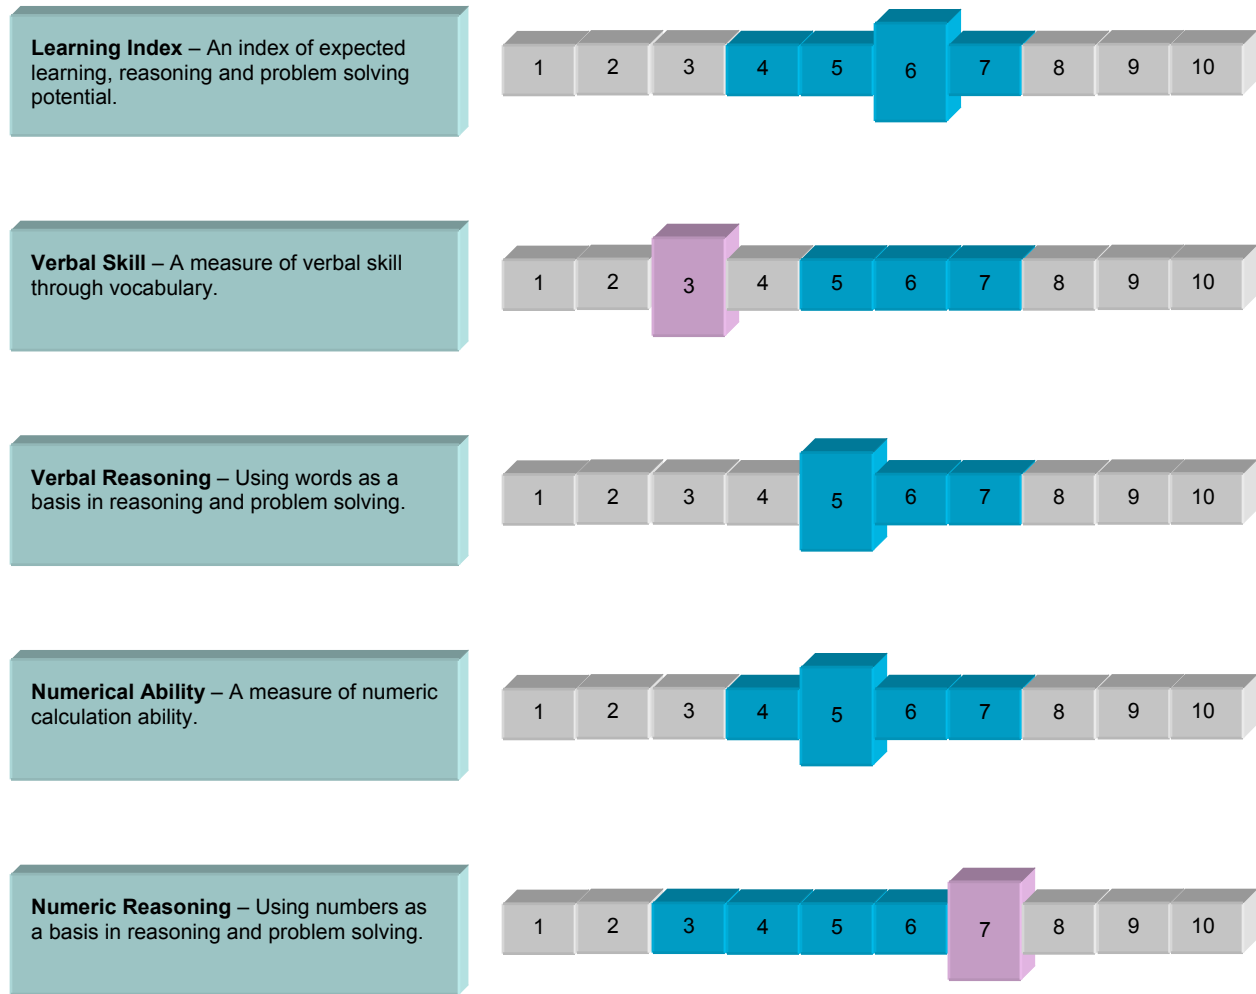 Learning Index – An index of expected
learning, reasoning and problem solving
potential.
1 2 3 4 5 6 7 8 9 10
Verbal Skill – A measure of verbal skill
through vocabulary.
1 2 3 4 5 6 7 8 9 10
Verbal Reasoning – Using words as a
basis in reasoning and problem solving.
1 2 3 4 5 6 7 8 9 10
Numerical Ability – A measure of numeric
calculation ability.
1 2 3 4 5 6 7 8 9 10
Numeric Reasoning – Using numbers as
a basis in reasoning and problem solving.
1 2 3 4 5 6 7 8 9 10